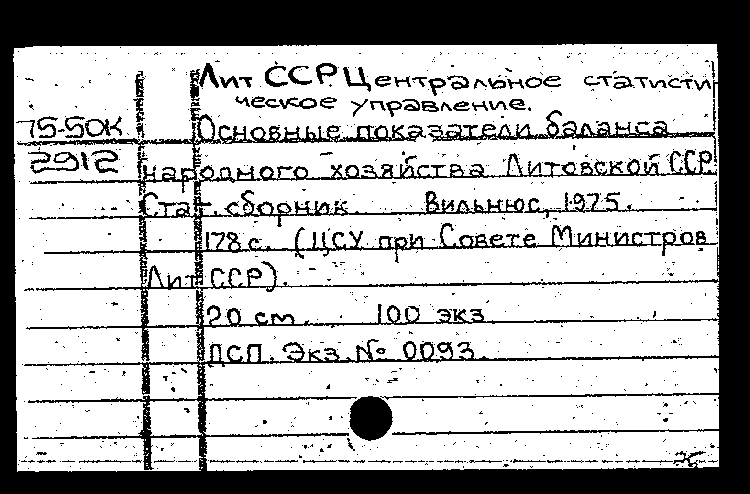 Лит ССР. Центральное статисти-
ческое управление.
75-50К Основные показатели баланса
2912 народного хозяйства Литовской ССР.
Стат. сборник. Вильнюс, 1975.
178 с. (ЦСУ при Совете Министров
Лит ССР).
20 см. 100 экз
ДСП. Экз. № 0093.